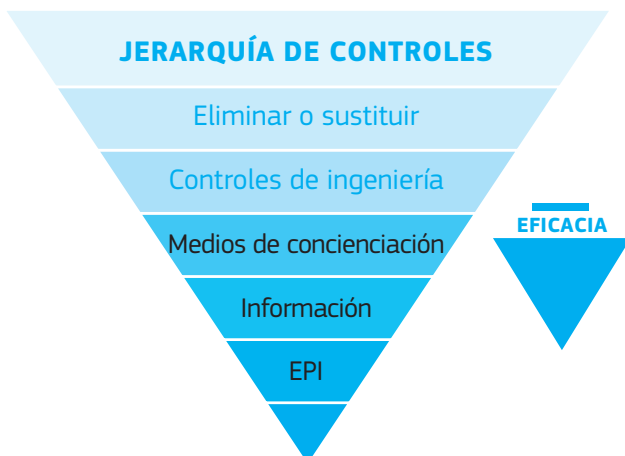 JERARQUÍA DE CONTROLES
Eliminar o sustituir
Controles de ingeniería
Medios de concienciación
EFICACIA
Información
EPI